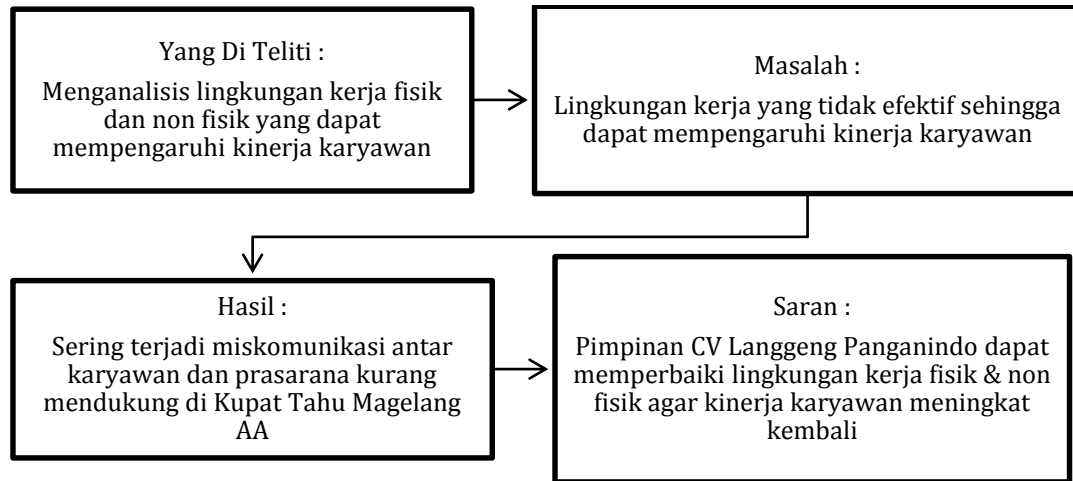 Yang Di Teliti :
Menganalisis lingkungan kerja fisik
dan non fisik yang dapat
mempengaruhi kinerja karyawan
Masalah :
Lingkungan kerja yang tidak efektif sehingga
dapat mempengaruhi kinerja karyawan
Hasil :
Sering terjadi miskomunikasi antar
karyawan dan prasarana kurang
mendukung di Kupat Tahu Magelang
AA
Saran :
Pimpinan CV Langgeng Panganindo dapat
memperbaiki lingkungan kerja fisik & non
fisik agar kinerja karyawan meningkat
kembali